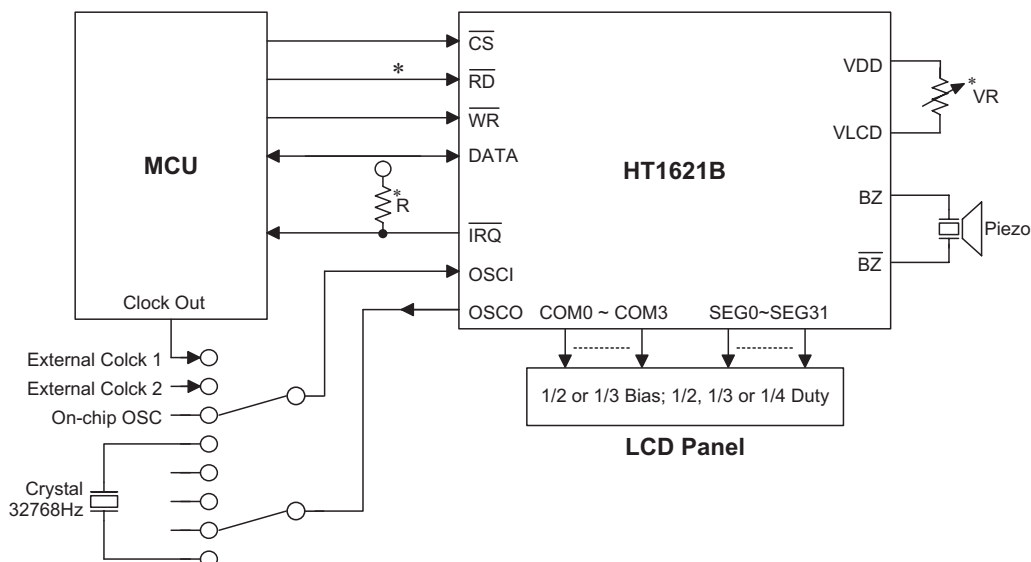 MCU
Clock Out
*
*
R
CS
RD
WR
DATA
IRQ
OSCI
OSCO
HT1621B
VDD
VLCD
BZ
BZ
*
VR
Piezo
COM0 ~ COM3
SEG0~SEG31
1/2 or 1/3 Bias; 1/2, 1/3 or 1/4 Duty
LCD Panel
External Colck 1
External Colck 2
On-chip OSC
Crystal
32768Hz